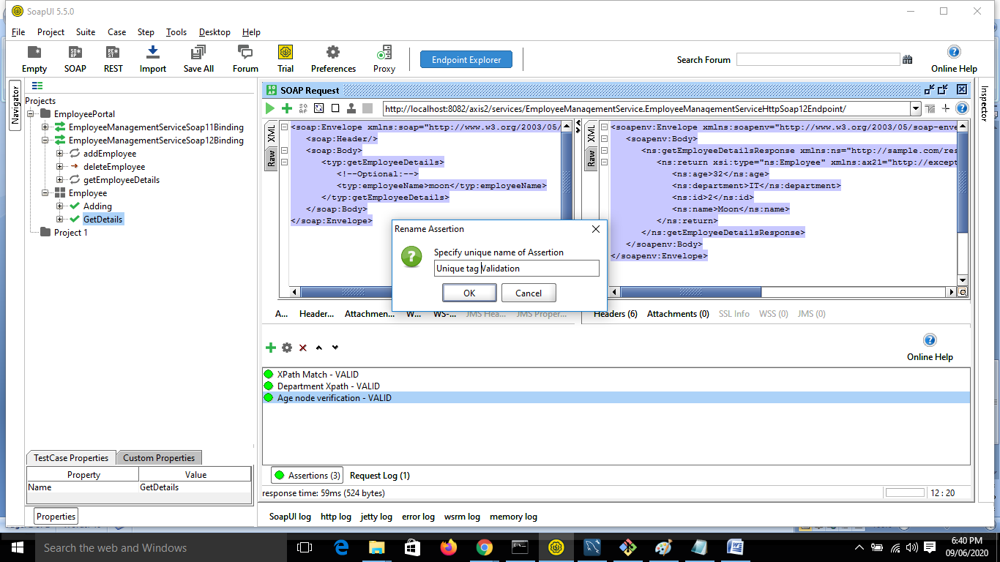 SoapUI 5.5.0
File Project Suite Case Step Tools Desktop Help
Empty SOAP REST Import Save All Forum Trial Preferences Proxy Endpoint Explorer Search Forum Online Help
Navigator
Projects
EmployeePortal
EmployeeManagementServiceSoap11Binding
EmployeeManagementServiceSoap12Binding
addEmployee
deleteEmployee
getEmployeeDetails
Employee
Adding
GetDetails
Project 1
TestCase Properties Custom Properties
Property Value
Name GetDetails
Properties
SOAP Request
http://localhost:8082/axis2/services/EmployeeManagementService.EmployeeManagementServiceHttpSoap12Endpoint/
XML
Raw
<soap:Envelope xmlns:soap="http://www.w3.org/2003/05/
<soap:Header/>
<soap:Body>
<typ:getEmployeeDetails>
<!--Optional:-->
<typ:employeeName>moon</typ:employeeName>
</typ:getEmployeeDetails>
</soap:Body>
</soap:Envelope>
XML
Raw
<soapenv:Envelope xmlns:soapenv="http://www.w3.org/2003/05/soap-enve
<soapenv:Body>
<ns:getEmployeeDetailsResponse xmlns:ns="http://sample.com/res
<ns:return xsi:type="ns:Employee" xmlns:ax21="http://except
<ns:age>32</ns:age>
<ns:department>IT</ns:department>
<ns:id>2</ns:id>
<ns:name>Moon</ns:name>
</ns:return>
</ns:getEmployeeDetailsResponse>
</soapenv:Body>
</soapenv:Envelope>
Inspector
Rename Assertion
Specify unique name of Assertion
Unique tag Validation
OK Cancel
A... Header... Attachmen... W... WS-... JMS Hea... JMS Proper...
Headers (6) Attachments (0) SSL Info WSS (0) JMS (0)
Online Help
XPath Match - VALID
Department Xpath - VALID
Age node verification - VALID
Assertions (3) Request Log (1)
response time: 59ms (524 bytes) 12 : 20
SoapUI log http log jetty log error log wsrm log memory log
Search the web and Windows
6:40 PM
09/06/2020